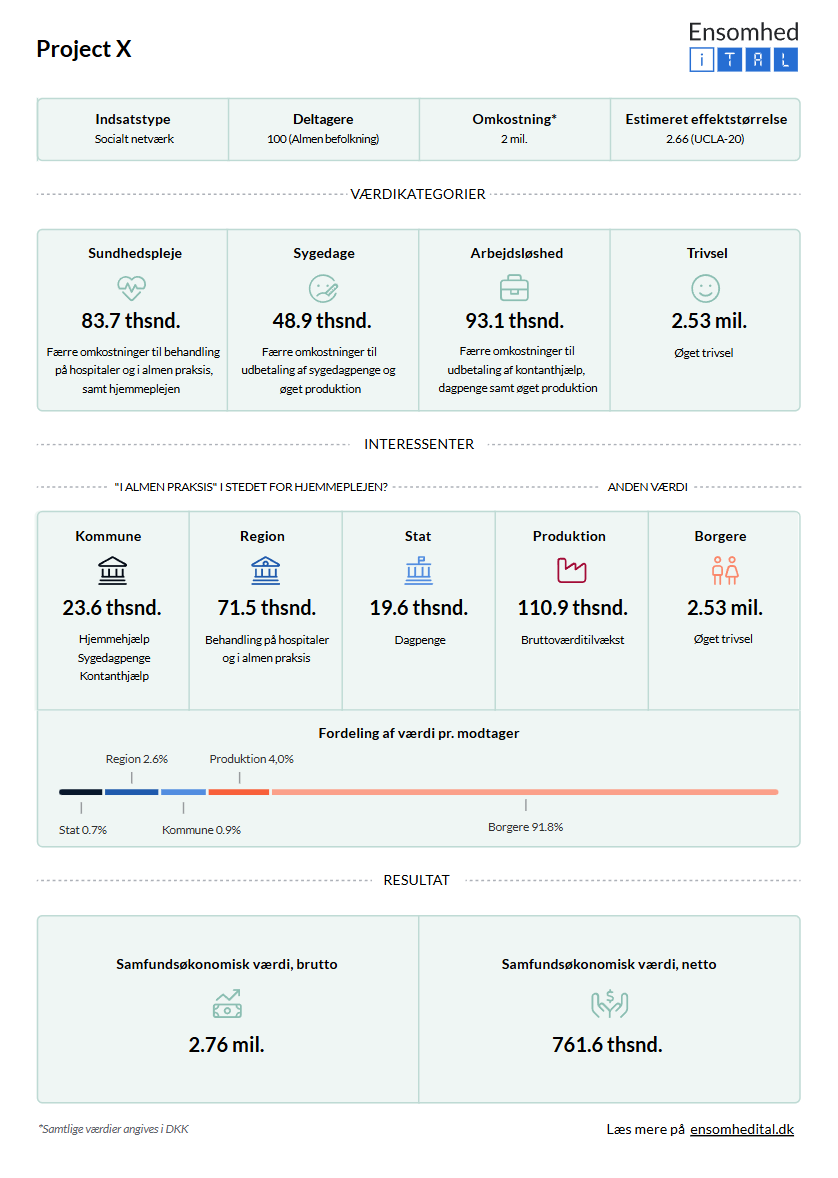 Project X
Ensomhed
i T A L
Indsatstype
Socialt netværk
Deltagere
100 (Almen befolkning)
Omkostning*
2 mil.
Estimeret effektstørrelse
2.66 (UCLA-20)
VÆRDIKATEGORIER
Sundhedspleje
83.7 thsnd.
Færre omkostninger til behandling
på hospitaler og i almen praksis,
samt hjemmeplejen
Sygedage
48.9 thsnd.
Færre omkostninger til
udbetaling af sygedagpenge og
øget produktion
Arbejdsløshed
93.1 thsnd.
Færre omkostninger til
udbetaling af kontanthjælp,
dagpenge samt øget produktion
Trivsel
2.53 mil.
Øget trivsel
INTERESSENTER
"I ALMEN PRAKSIS" I STEDET FOR HJEMMEPLEJEN?
ANDEN VÆRDI
Kommune
23.6 thsnd.
Hjemmehjælp
Sygedagpenge
Kontanthjælp
Region
71.5 thsnd.
Behandling på hospitaler
og i almen praksis
Stat
19.6 thsnd.
Dagpenge
Produktion
110.9 thsnd.
Bruttoværditilvækst
Borgere
2.53 mil.
Øget trivsel
Fordeling af værdi pr. modtager
Region 2.6%
Produktion 4,0%
Stat 0.7%
Kommune 0.9%
Borgere 91.8%
RESULTAT
Samfundsøkonomisk værdi, brutto
2.76 mil.
Samfundsøkonomisk værdi, netto
761.6 thsnd.
*Samtlige værdier angives i DKK
Læs mere på ensomhedital.dk